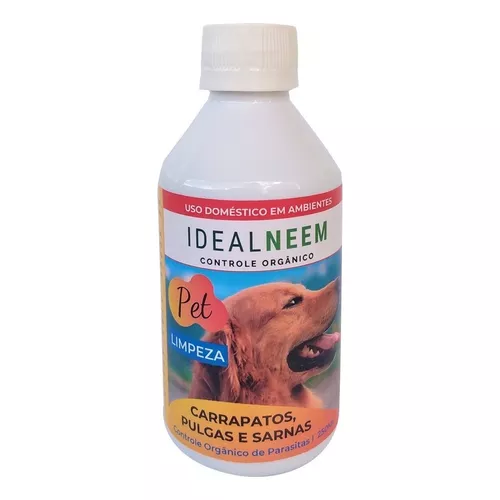 USO DOMÉSTICO EM AMBIENTES
IDEALNEEM
CONTROLE ORGÂNICO
Pet
LIMPEZA
CARRAPATOS,
PULGAS E SARNAS
Controle Orgânico de Parasitas /